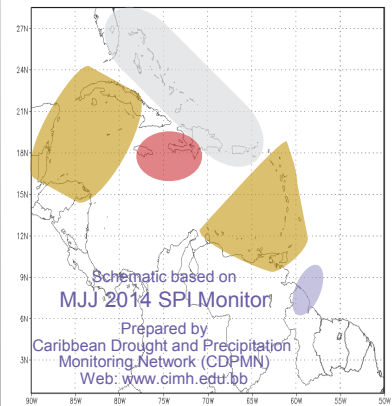 27N
24N
21N
18N
15N
12N
9N
6N
3N
Schematic based on
MJJ 2014 SPI Monitor
Prepared by
Caribbean Drought and Precipitation
Monitoring Network (CDPMN)
Web: www.cimh.edu.bb
90W 85W 80W 75W 70W 65W 60W 55W 50W